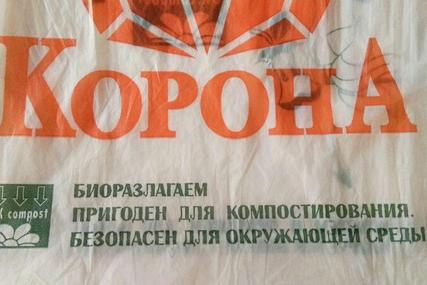 КОРОНА
compost
БИОРАЗЛАГАЕМ
ПРИГОДЕН ДЛЯ КОМПОСТИРОВАНИЯ.
БЕЗОПАСЕН ДЛЯ ОКРУЖАЮЩЕЙ СРЕДЫ